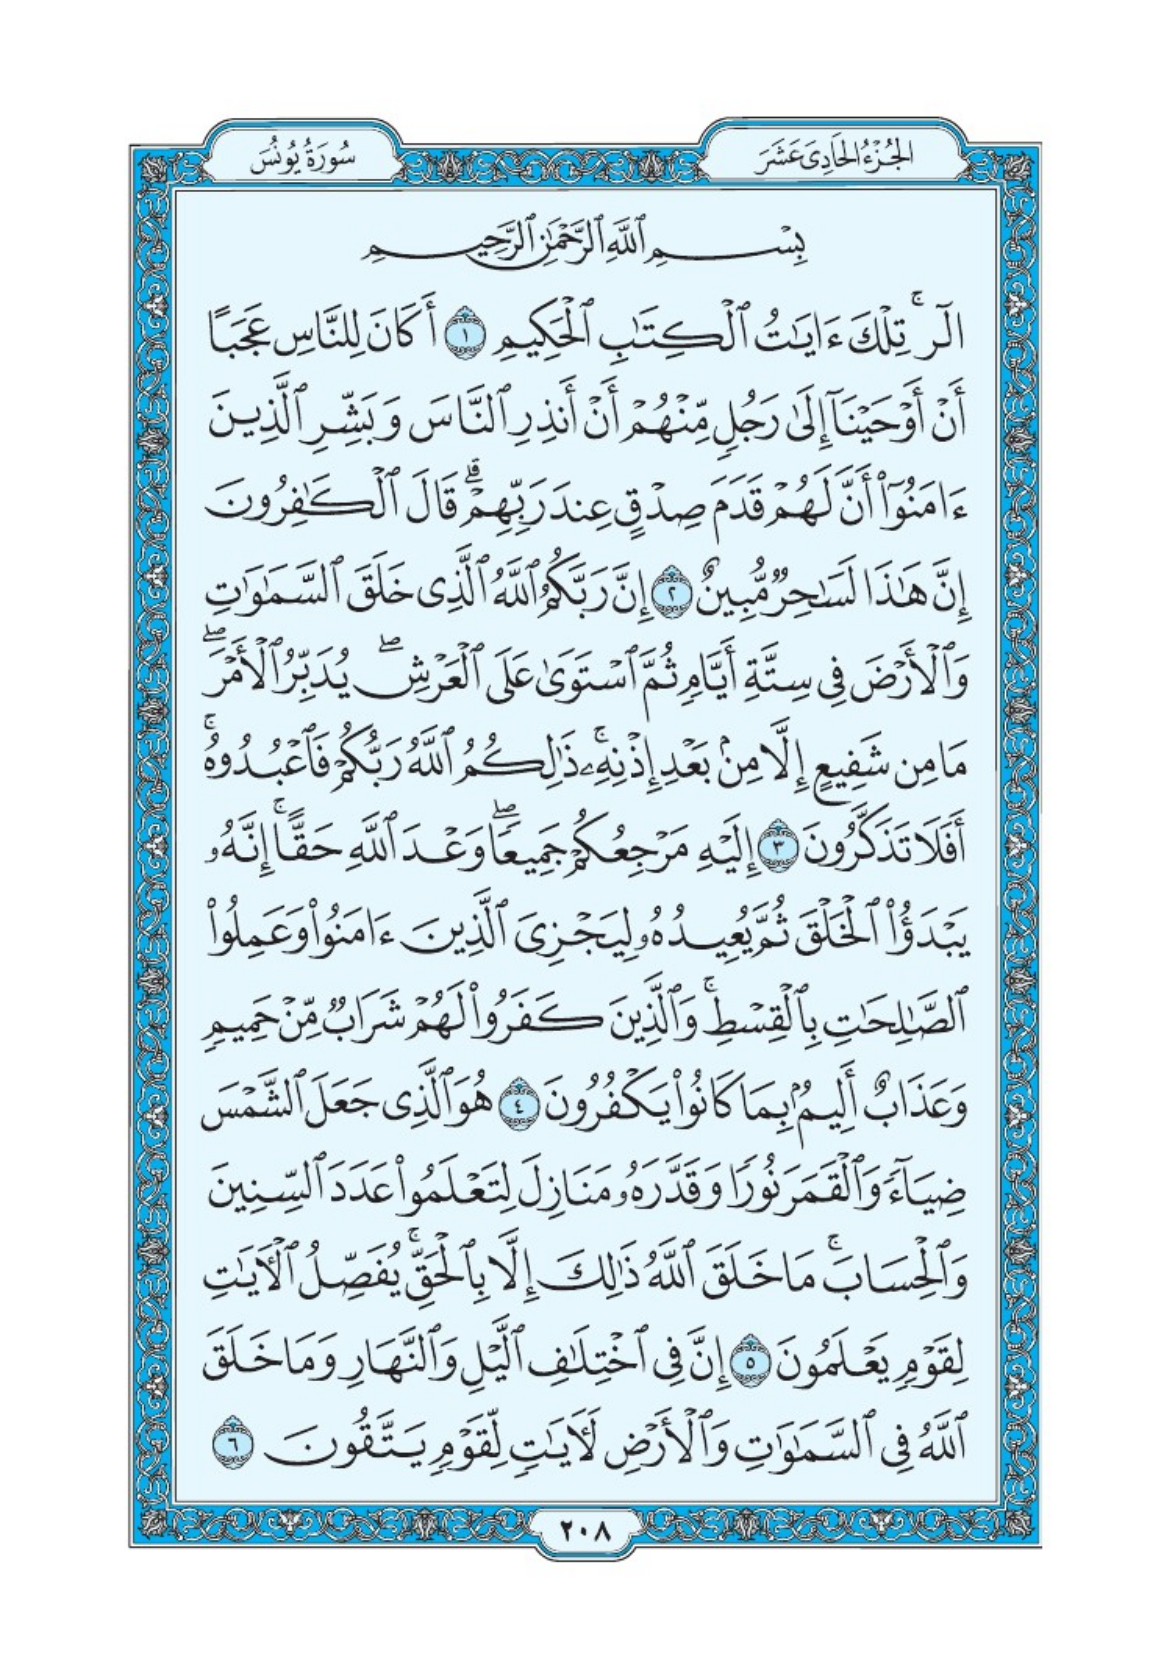 الجُزْءُ الحَادِىَ عَشَرَ
سُورَةُ يُونُسَ
بِسۡمِ ٱللَّهِ ٱلرَّحۡمَٰنِ ٱلرَّحِيمِ
الٓرۚ تِلۡكَ ءَايَٰتُ ٱلۡكِتَٰبِ ٱلۡحَكِيمِ ١ أَكَانَ لِلنَّاسِ عَجَبًا
أَنۡ أَوۡحَيۡنَآ إِلَىٰ رَجُلٖ مِّنۡهُمۡ أَنۡ أَنذِرِ ٱلنَّاسَ وَبَشِّرِ ٱلَّذِينَ
ءَامَنُوٓاْ أَنَّ لَهُمۡ قَدَمَ صِدۡقٍ عِندَ رَبِّهِمۡۗ قَالَ ٱلۡكَٰفِرُونَ
إِنَّ هَٰذَا لَسَٰحِرٞ مُّبِينٌ ٢ إِنَّ رَبَّكُمُ ٱللَّهُ ٱلَّذِى خَلَقَ ٱلسَّمَٰوَٰتِ
وَٱلۡأَرۡضَ فِى سِتَّةِ أَيَّامٖ ثُمَّ ٱسۡتَوَىٰ عَلَى ٱلۡعَرۡشِۖ يُدَبِّرُ ٱلۡأَمۡرَۖ
مَا مِن شَفِيعٍ إِلَّا مِنۢ بَعۡدِ إِذۡنِهِۦۚ ذَٰلِكُمُ ٱللَّهُ رَبُّكُمۡ فَٱعۡبُدُوهُۚ
أَفَلَا تَذَكَّرُونَ ٣ إِلَيۡهِ مَرۡجِعُكُمۡ جَمِيعٗاۖ وَعۡدَ ٱللَّهِ حَقًّاۚ إِنَّهُۥ
يَبۡدَؤُاْ ٱلۡخَلۡقَ ثُمَّ يُعِيدُهُۥ لِيَجۡزِىَ ٱلَّذِينَ ءَامَنُواْ وَعَمِلُواْ
ٱلصَّٰلِحَٰتِ بِٱلۡقِسۡطِۚ وَٱلَّذِينَ كَفَرُواْ لَهُمۡ شَرَابٞ مِّنۡ حَمِيمٖ
وَعَذَابٌ أَلِيمُۢ بِمَا كَانُواْ يَكۡفُرُونَ ٤ هُوَ ٱلَّذِى جَعَلَ ٱلشَّمۡسَ
ضِيَآءٗ وَٱلۡقَمَرَ نُورٗا وَقَدَّرَهُۥ مَنَازِلَ لِتَعۡلَمُواْ عَدَدَ ٱلسِّنِينَ
وَٱلۡحِسَابَۚ مَا خَلَقَ ٱللَّهُ ذَٰلِكَ إِلَّا بِٱلۡحَقِّۚ يُفَصِّلُ ٱلۡأٓيَٰتِ
لِقَوۡمٖ يَعۡلَمُونَ ٥ إِنَّ فِى ٱخۡتِلَٰفِ ٱلَّيۡلِ وَٱلنَّهَارِ وَمَا خَلَقَ
ٱللَّهُ فِى ٱلسَّمَٰوَٰتِ وَٱلۡأَرۡضِ لَأٓيَٰتٖ لِّقَوۡمٖ يَتَّقُونَ ٦
٢٠٨